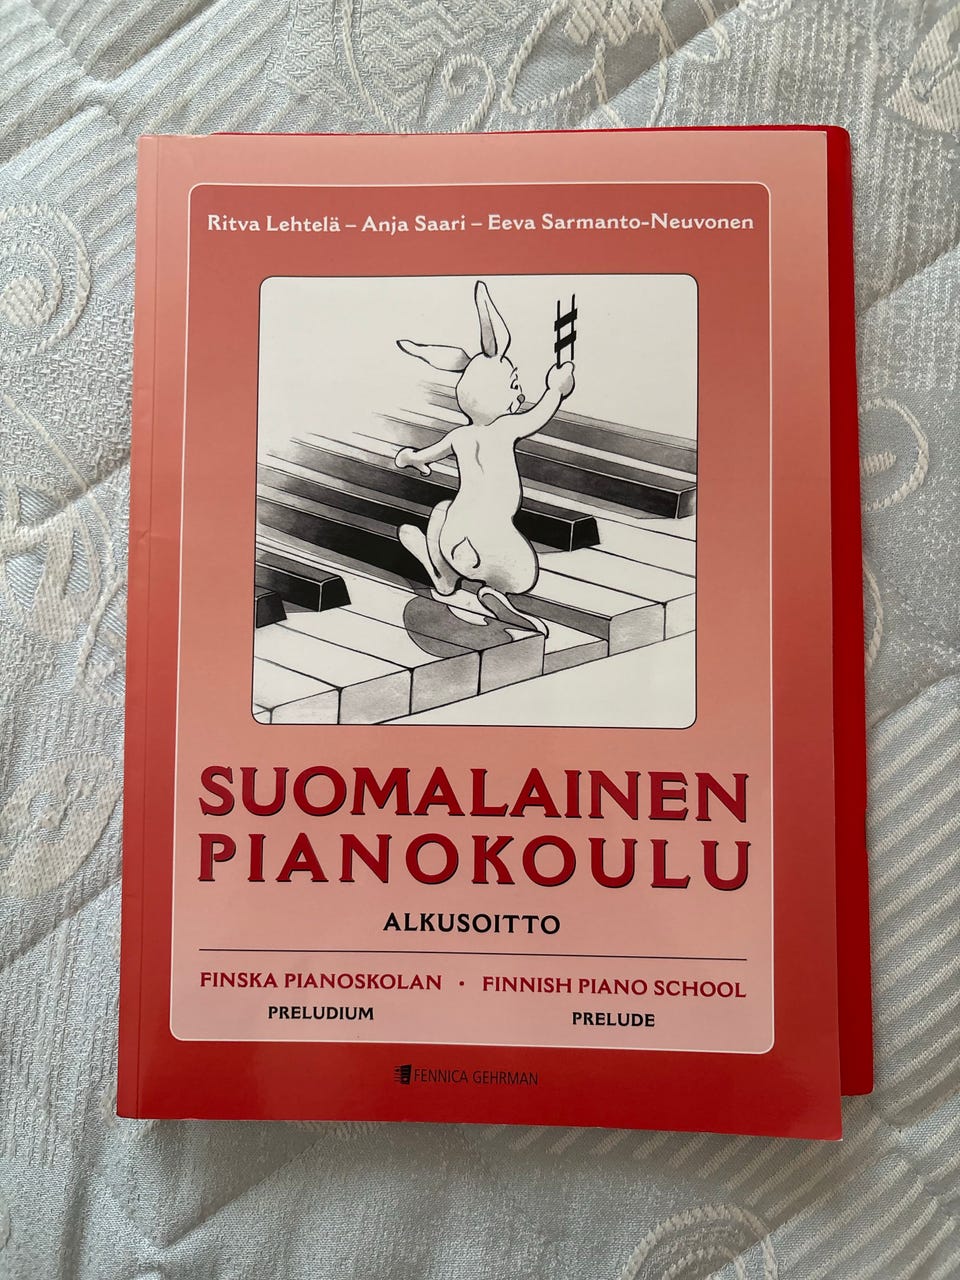 Ritva Lehtelä – Anja Saari – Eeva Sarmanto-Neuvonen
SUOMALAINEN
PIANOKOULU
ALKUSOITTO
FINSKA PIANOSKOLAN • FINNISH PIANO SCHOOL
PRELUDIUM PRELUDE
FENNICA GEHRMAN